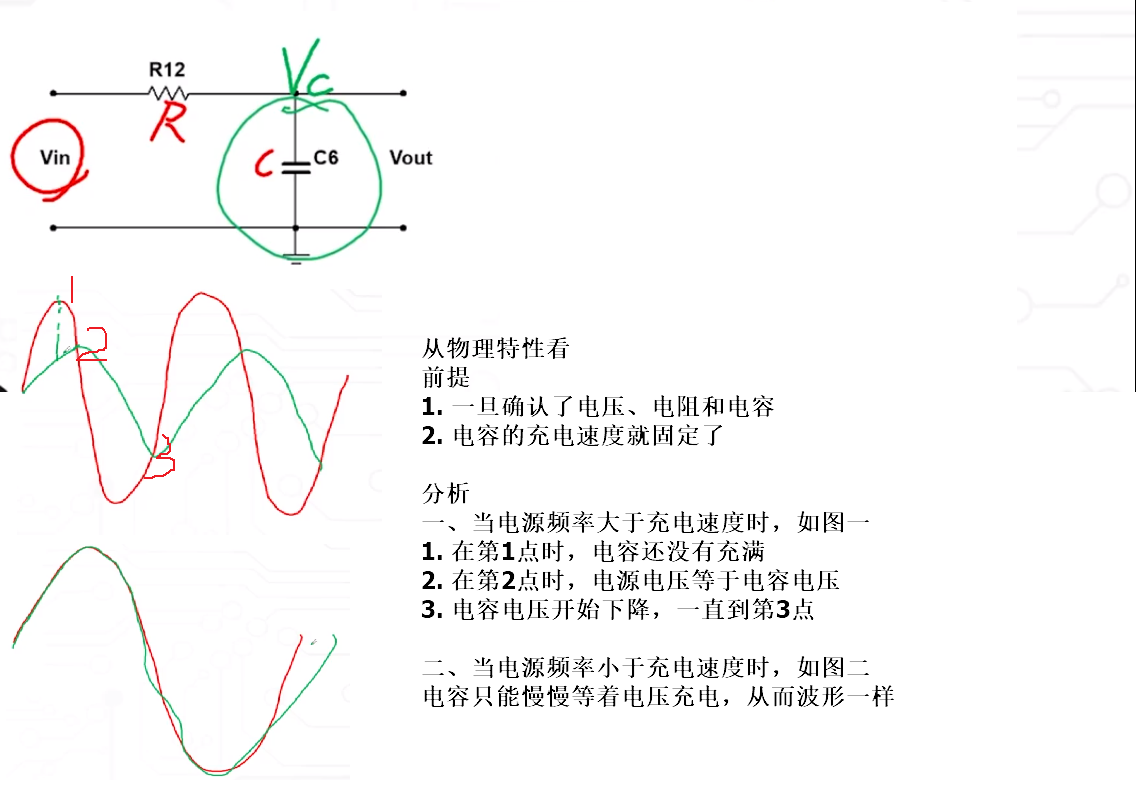 Vc
R12
R
Vin
C
C6
Vout
1
2
3
3
从物理特性看
前提
1. 一旦确认了电压、电阻和电容
2. 电容的充电速度就固定了
分析
一、当电源频率大于充电速度时，如图一
1. 在第1点时，电容还没有充满
2. 在第2点时，电源电压等于电容电压
3. 电容电压开始下降，一直到第3点
二、当电源频率小于充电速度时，如图二
电容只能慢慢等着电压充电，从而波形一样